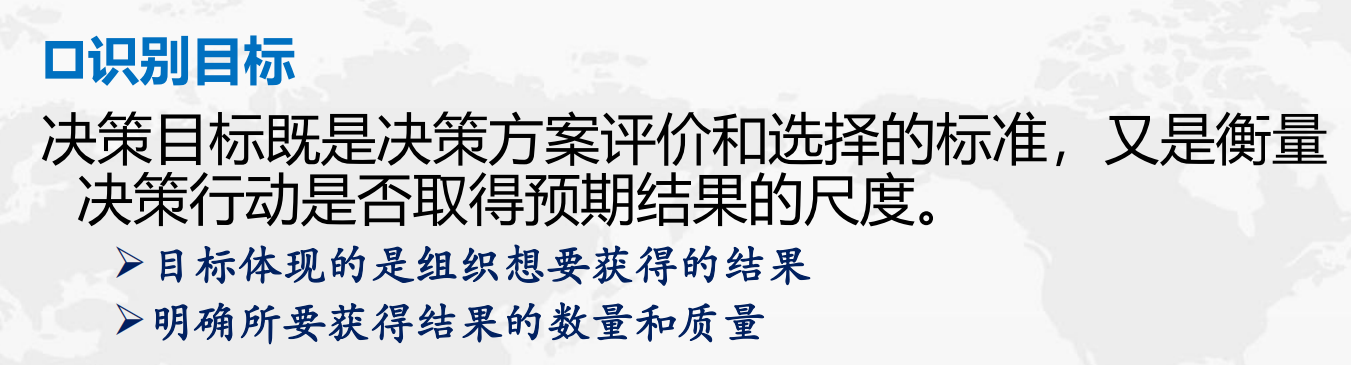 识别目标
决策目标既是决策方案评价和选择的标准，又是衡量
决策行动是否取得预期结果的尺度。
目标体现的是组织想要获得的结果
明确所要获得结果的数量和质量